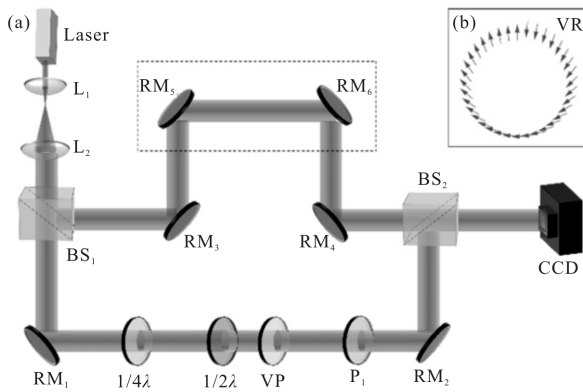 (a)
Laser
L₁
L₂
BS₁
RM₅
RM₆
RM₃
RM₄
BS₂
CCD
RM₁
1/4λ
1/2λ
VP
P₁
RM₂
(b)
VR